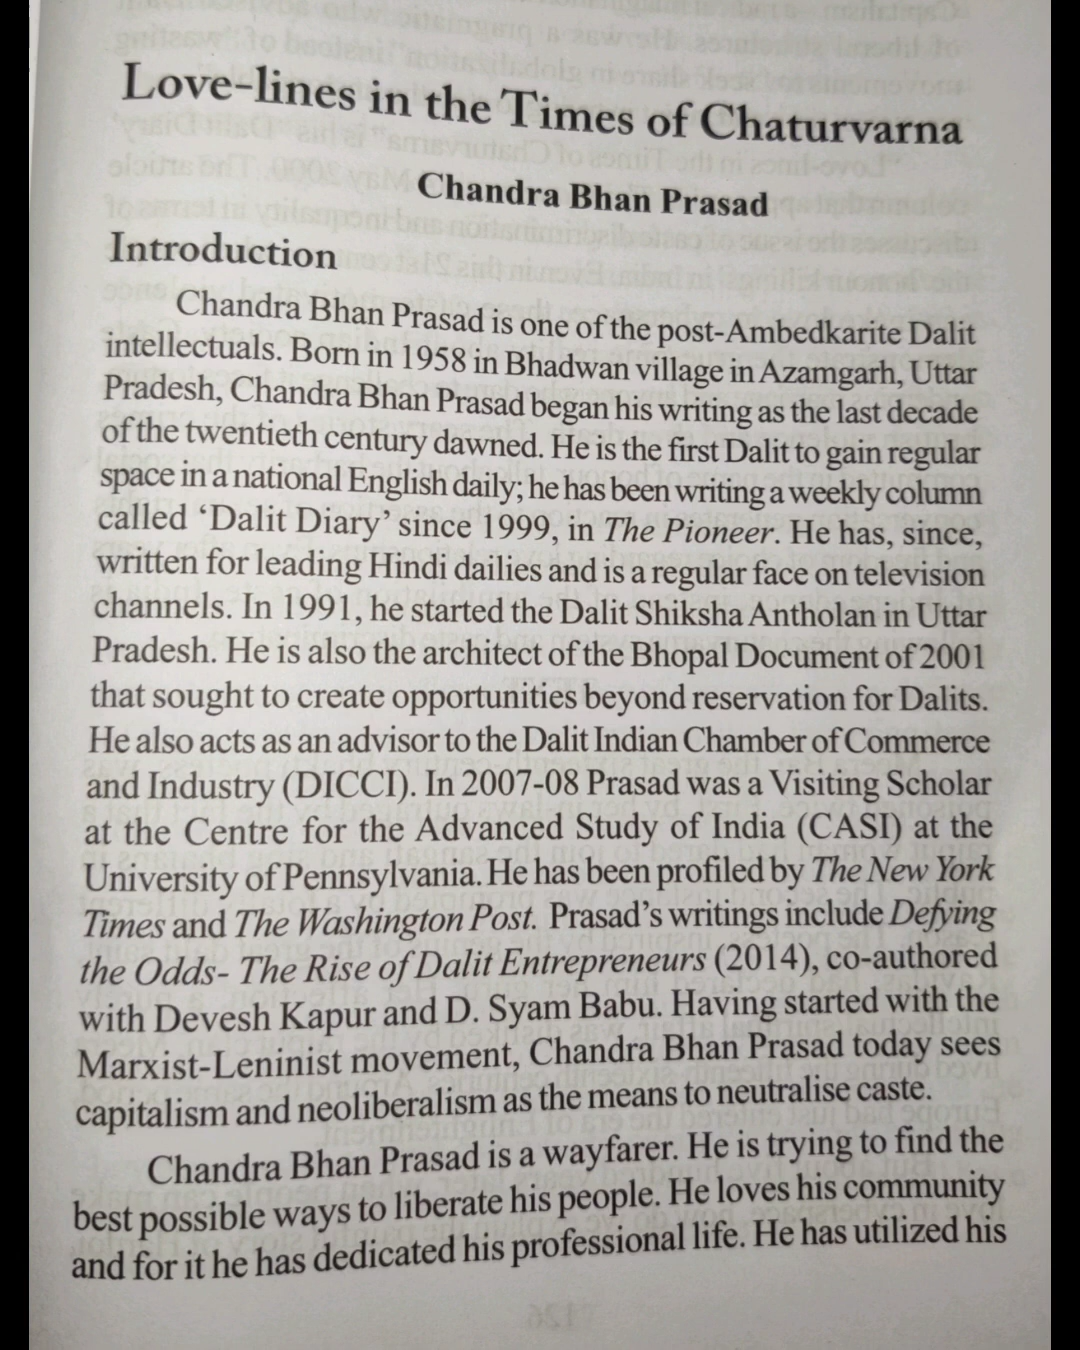 Love-lines in the Times of Chaturvarna
Chandra Bhan Prasad
Introduction
Chandra Bhan Prasad is one of the post-Ambedkarite Dalit
intellectuals. Born in 1958 in Bhadwan village in Azamgarh, Uttar
Pradesh, Chandra Bhan Prasad began his writing as the last decade
of the twentieth century dawned. He is the first Dalit to gain regular
space in a national English daily; he has been writing a weekly column
called ‘Dalit Diary’ since 1999, in The Pioneer. He has, since,
written for leading Hindi dailies and is a regular face on television
channels. In 1991, he started the Dalit Shiksha Antholan in Uttar
Pradesh. He is also the architect of the Bhopal Document of 2001
that sought to create opportunities beyond reservation for Dalits.
He also acts as an advisor to the Dalit Indian Chamber of Commerce
and Industry (DICCI). In 2007-08 Prasad was a Visiting Scholar
at the Centre for the Advanced Study of India (CASI) at the
University of Pennsylvania. He has been profiled by The New York
Times and The Washington Post. Prasad’s writings include Defying
the Odds- The Rise of Dalit Entrepreneurs (2014), co-authored
with Devesh Kapur and D. Syam Babu. Having started with the
Marxist-Leninist movement, Chandra Bhan Prasad today sees
capitalism and neoliberalism as the means to neutralise caste.
Chandra Bhan Prasad is a wayfarer. He is trying to find the
best possible ways to liberate his people. He loves his community
and for it he has dedicated his professional life. He has utilized his